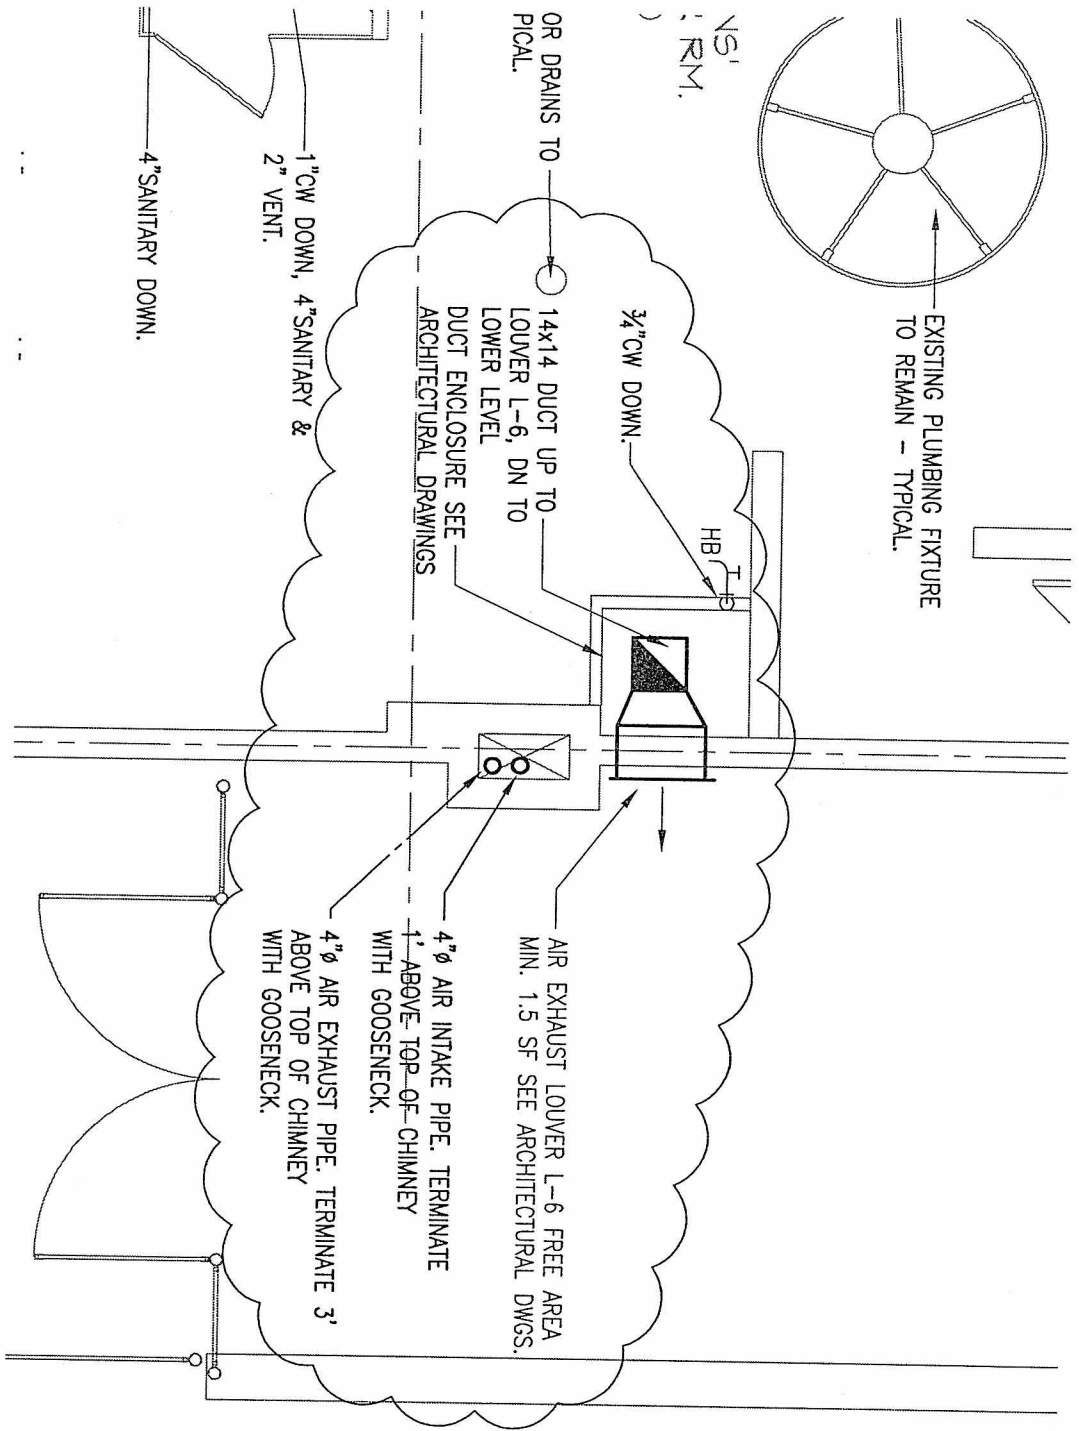 NS'
RM.
EXISTING PLUMBING FIXTURE
TO REMAIN - TYPICAL.
OR DRAINS TO
PICAL.
¾"CW DOWN.
HB
14x14 DUCT UP TO
LOUVER L-6, DN TO
LOWER LEVEL
DUCT ENCLOSURE SEE
ARCHITECTURAL DRAWINGS
1"CW DOWN, 4"SANITARY &
2" VENT.
4"SANITARY DOWN.
AIR EXHAUST LOUVER L-6 FREE AREA
MIN. 1.5 SF SEE ARCHITECTURAL DWGS.
4"ø AIR INTAKE PIPE. TERMINATE
1' ABOVE TOP OF CHIMNEY
WITH GOOSENECK.
4"ø AIR EXHAUST PIPE. TERMINATE 3'
ABOVE TOP OF CHIMNEY
WITH GOOSENECK.